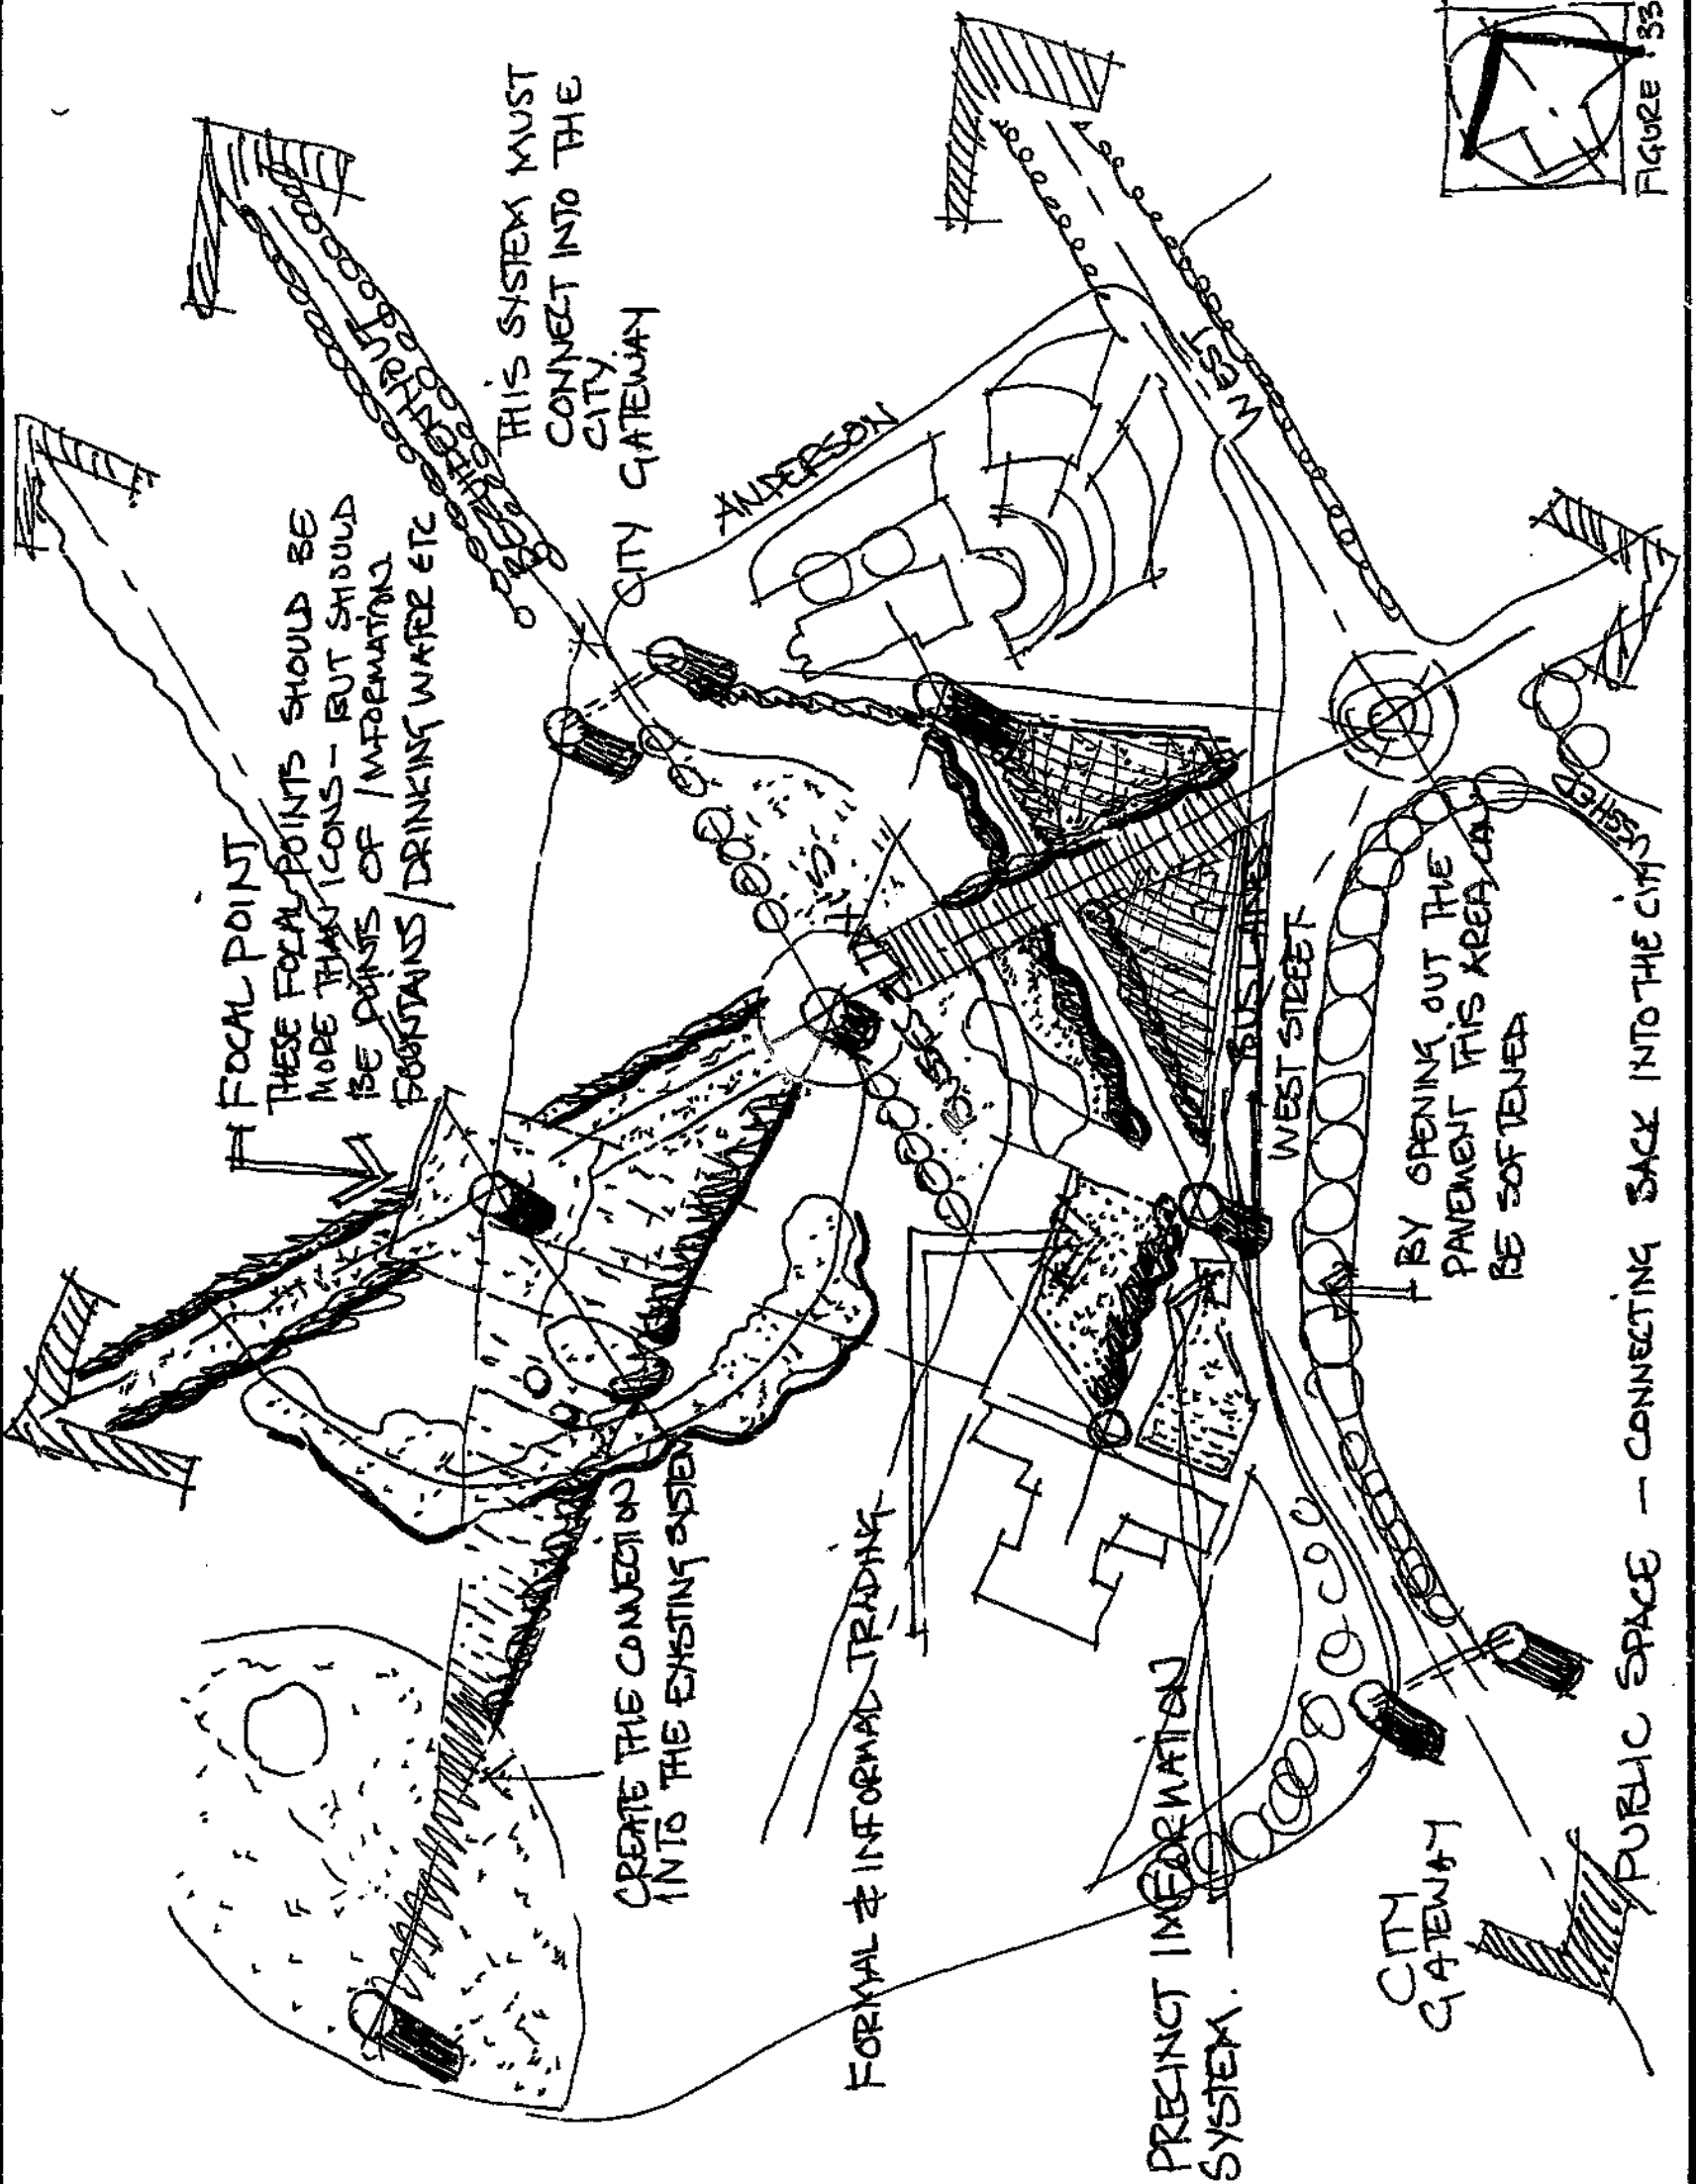 FOCAL POINT
THESE FOCAL POINTS SHOULD BE
MORE THAN ICONS - BUT SHOULD
BE POINTS OF / INFORMATION
FOUNTAINS / DRINKING WATER ETC
THIS SYSTEM MUST
CONNECT INTO THE
CITY
CITY GATEWAY
ANDERSON
WEST
CREATE THE CONNECTION
INTO THE EXISTING SYSTEM
FORMAL & INFORMAL TRADING
PRECINCT INFORMATION
SYSTEM.
BUS LANES
WEST STREET
BY OPENING OUT THE
PAVEMENT THIS AREA CAN
BE SOFTENED
CITY
GATEWAY
PUBLIC SPACE — CONNECTING BACK INTO THE CITY
FIGURE 33